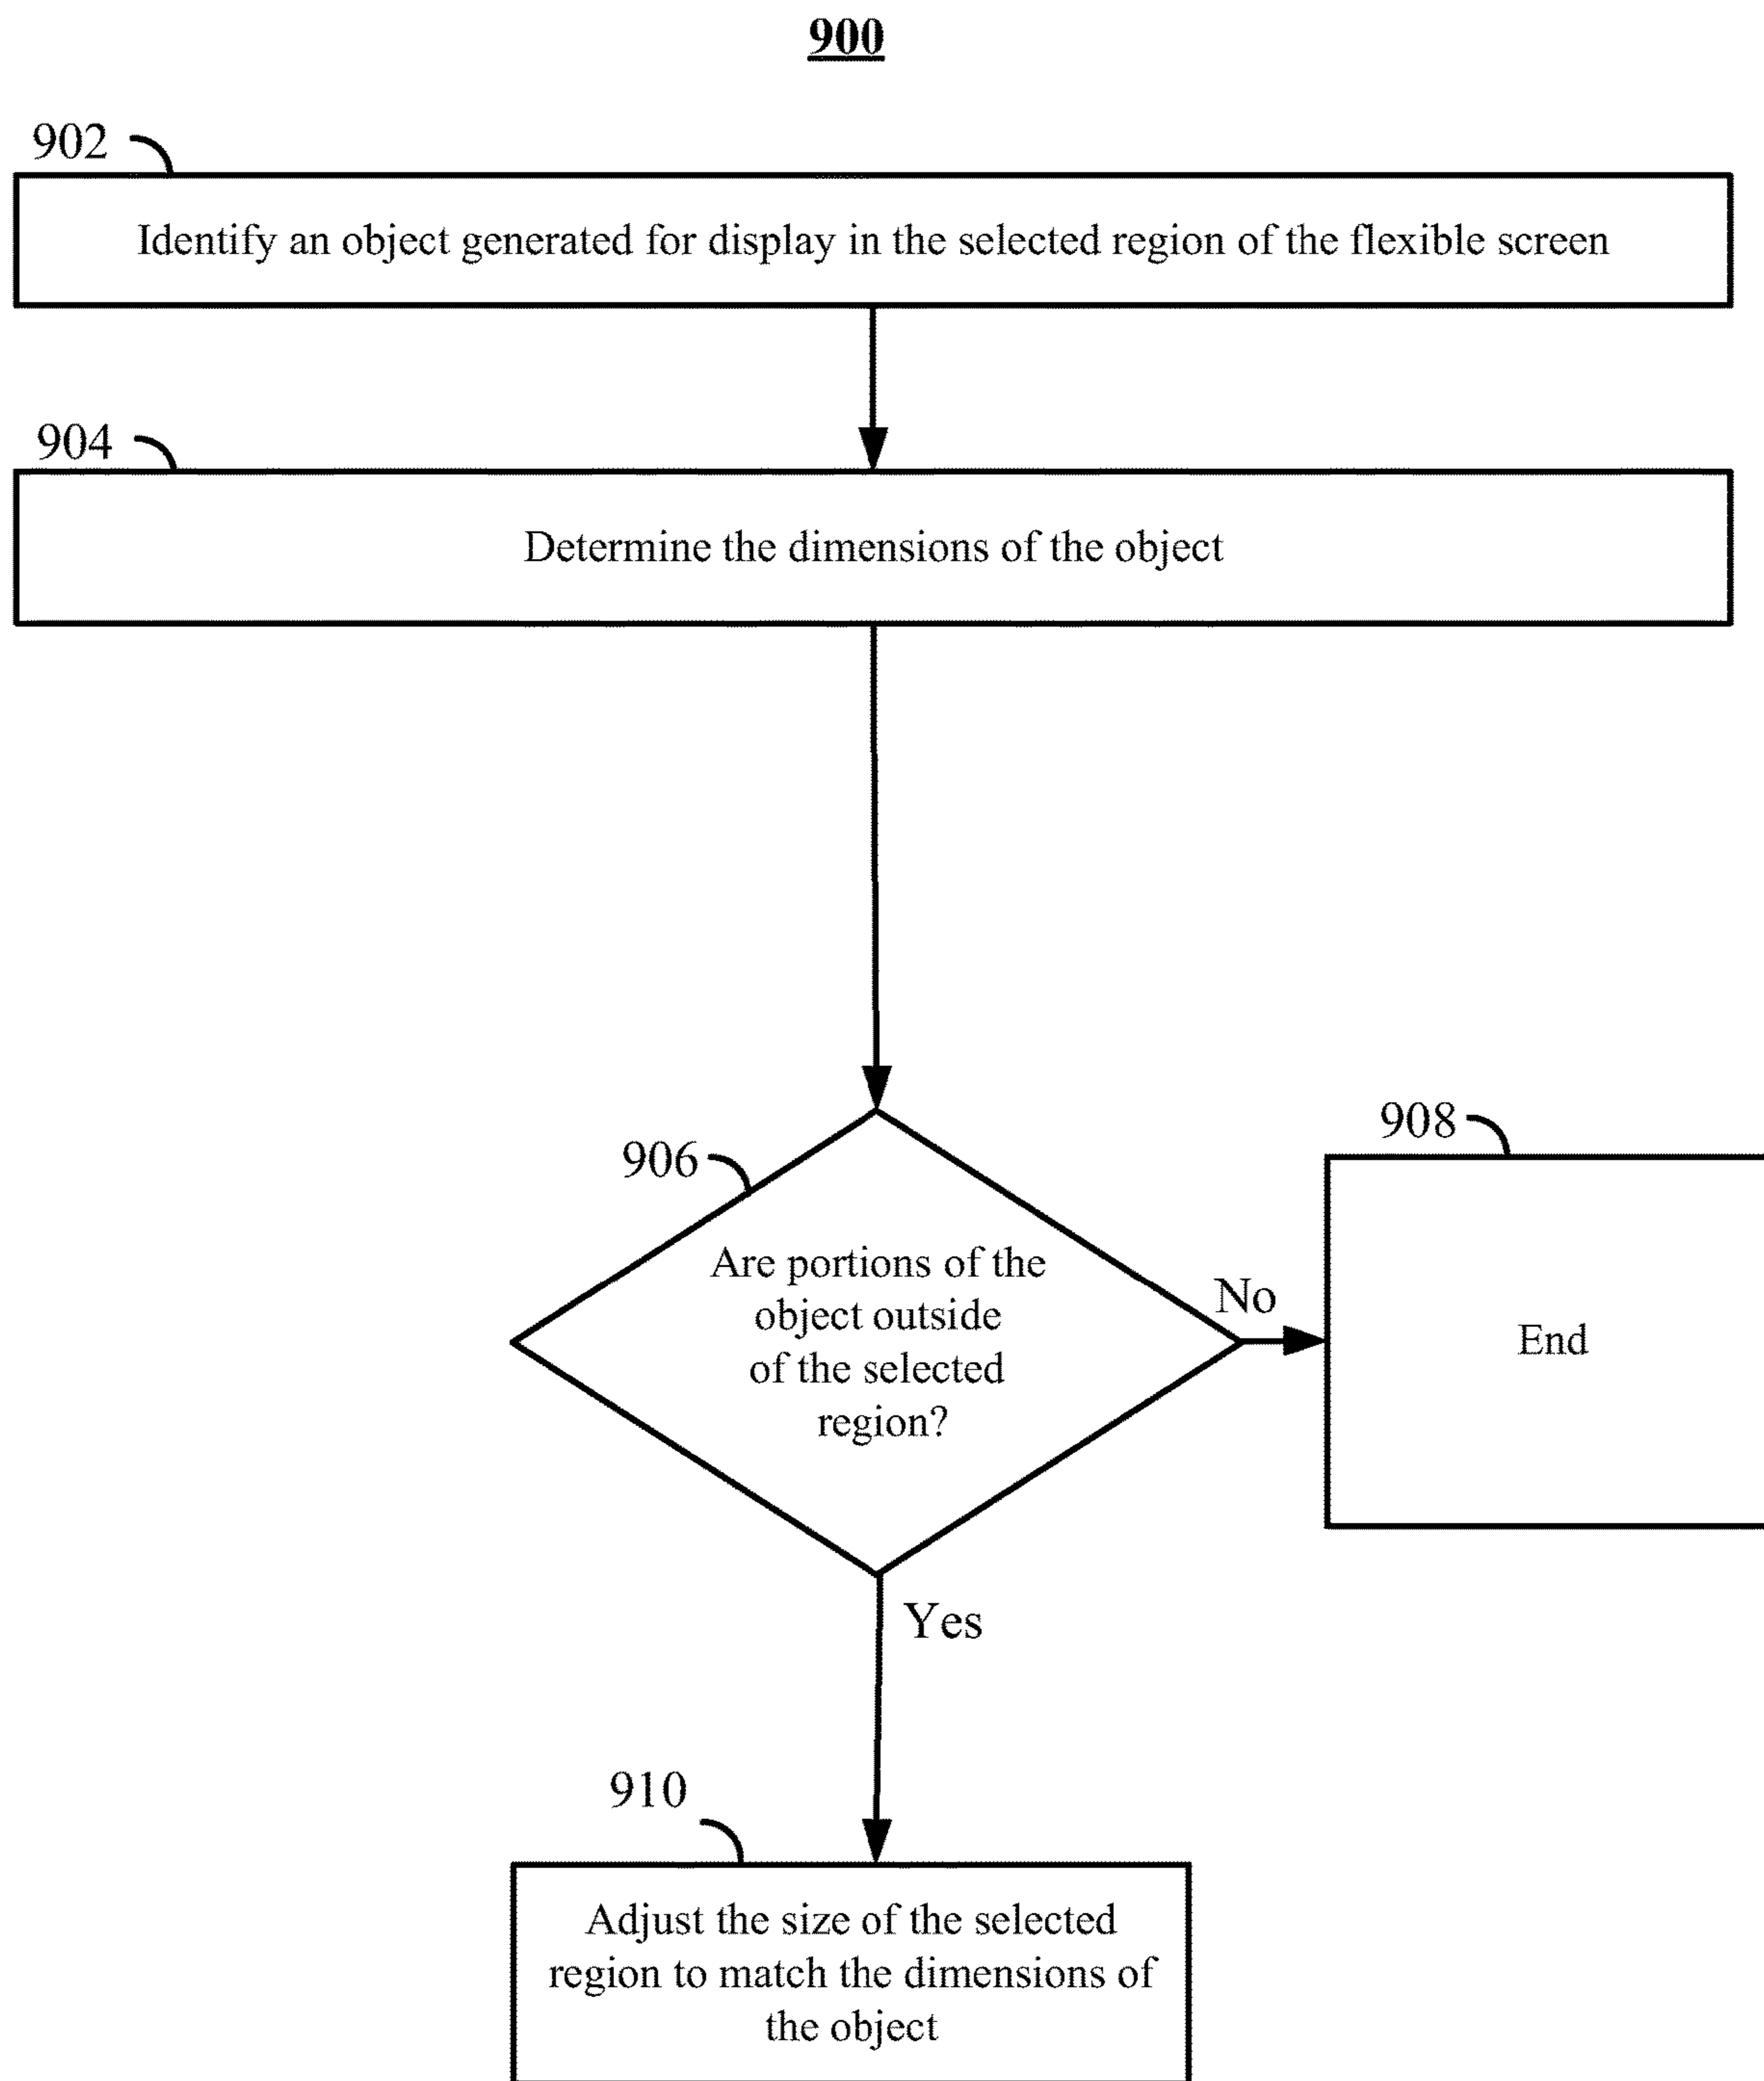 900
902
Identify an object generated for display in the selected region of the flexible screen
904
Determine the dimensions of the object
906
908
Are portions of the
object outside
of the selected
region?
No
End
Yes
910
Adjust the size of the selected
region to match the dimensions of
the object